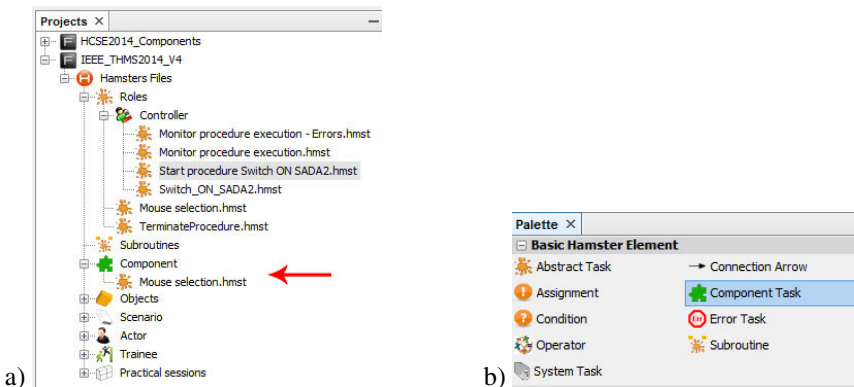 Projects ×
HCSE2014_Components
IEEE_THMS2014_V4
Hamsters Files
Roles
Controller
Monitor procedure execution - Errors.hmst
Monitor procedure execution.hmst
Start procedure Switch ON SADA2.hmst
Switch_ON_SADA2.hmst
Mouse selection.hmst
TerminateProcedure.hmst
Subroutines
Component
Mouse selection.hmst
Objects
Scenario
Actor
Trainee
Practical sessions
a)
Palette ×
Basic Hamster Element
Abstract Task Connection Arrow
Assignment Component Task
Condition Error Task
Operator Subroutine
System Task
b)